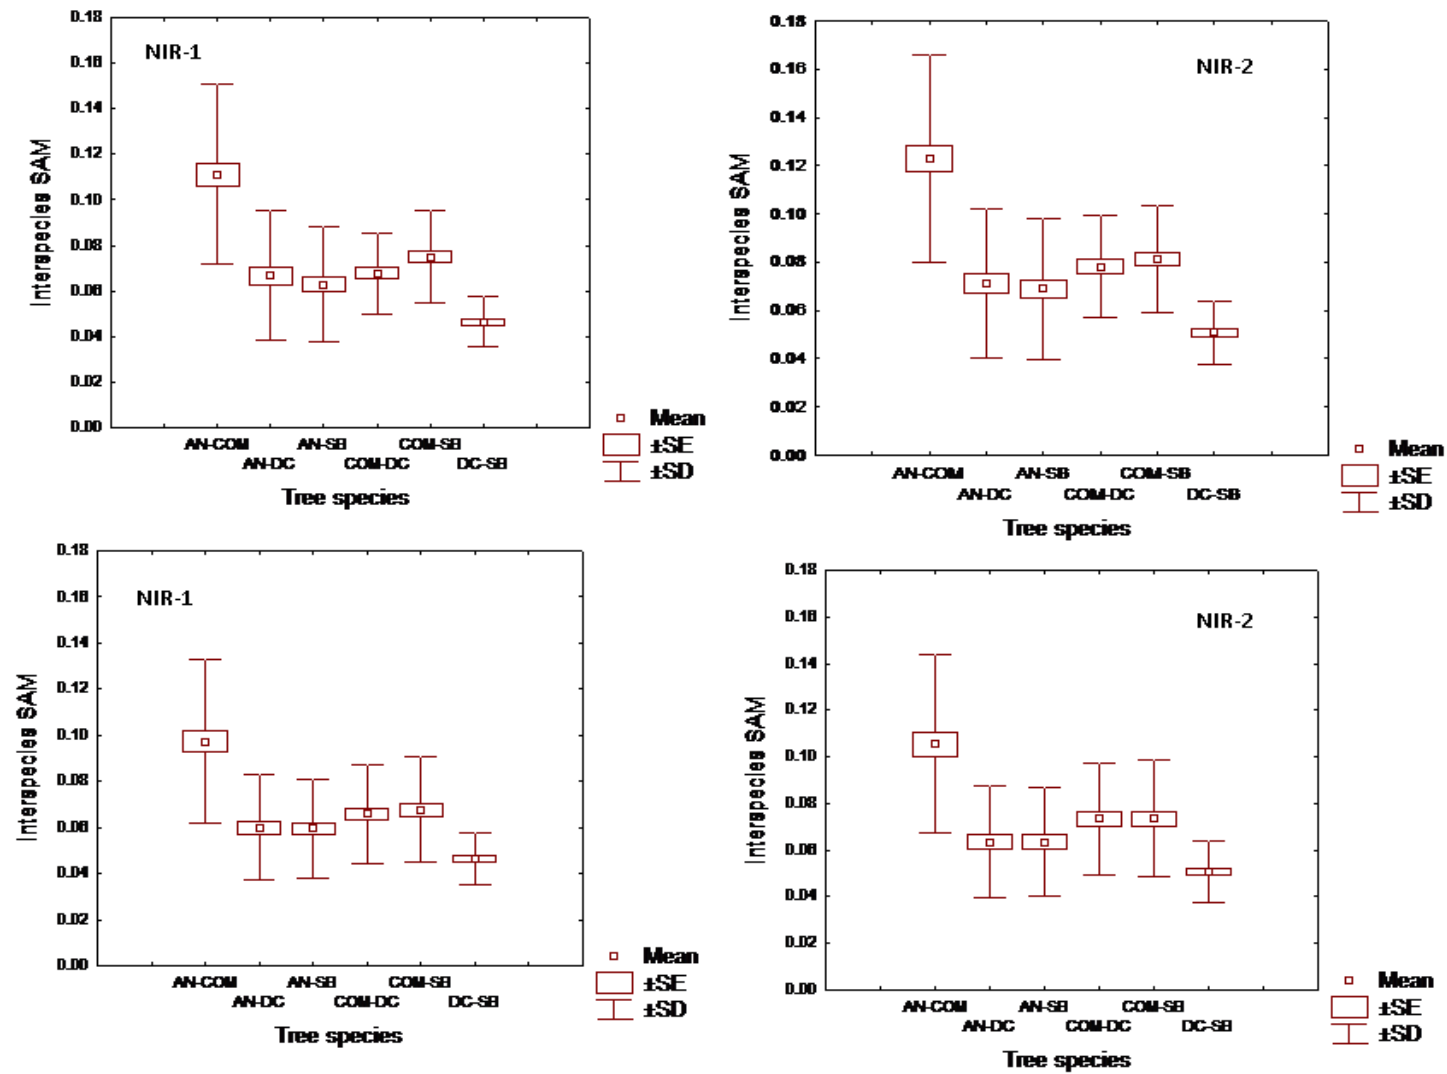 NIR-1
Interspecies SAM
0.18
0.16
0.14
0.12
0.10
0.08
0.06
0.04
0.02
0.00
AN-COM
AN-SB
COM-SB
AN-DC
COM-DC
DC-SB
Tree species
Mean
±SE
±SD
NIR-2
Interspecies SAM
0.18
0.16
0.14
0.12
0.10
0.08
0.06
0.04
0.02
0.00
AN-COM
AN-SB
COM-SB
AN-DC
COM-DC
DC-SB
Tree species
Mean
±SE
±SD
NIR-1
Interspecies SAM
0.18
0.16
0.14
0.12
0.10
0.08
0.06
0.04
0.02
0.00
AN-COM
AN-SB
COM-SB
AN-DC
COM-DC
DC-SB
Tree species
Mean
±SE
±SD
NIR-2
Interspecies SAM
0.18
0.16
0.14
0.12
0.10
0.08
0.06
0.04
0.02
0.00
AN-COM
AN-SB
COM-SB
AN-DC
COM-DC
DC-SB
Tree species
Mean
±SE
±SD